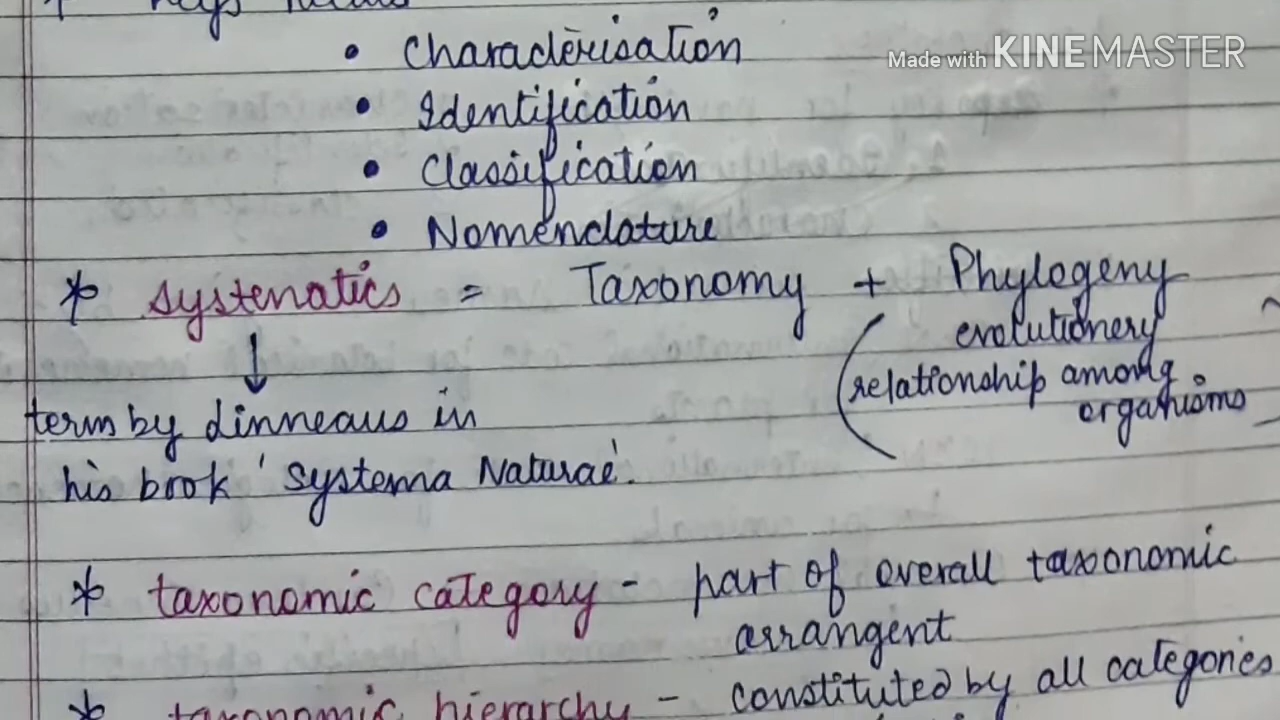 • Characterisation
Made with KINEMASTER
• Identification
• Classification
• Nomenclature
* Systematics = Taxonomy + Phylogeny
↓ ( evolutionery
relationship among
organisms
term by Linneaus in
his book 'Systema Naturae'.
* taxonomic category - part of overall taxonomic
arrangent
* taxonomic hierarchy - constituted by all categories